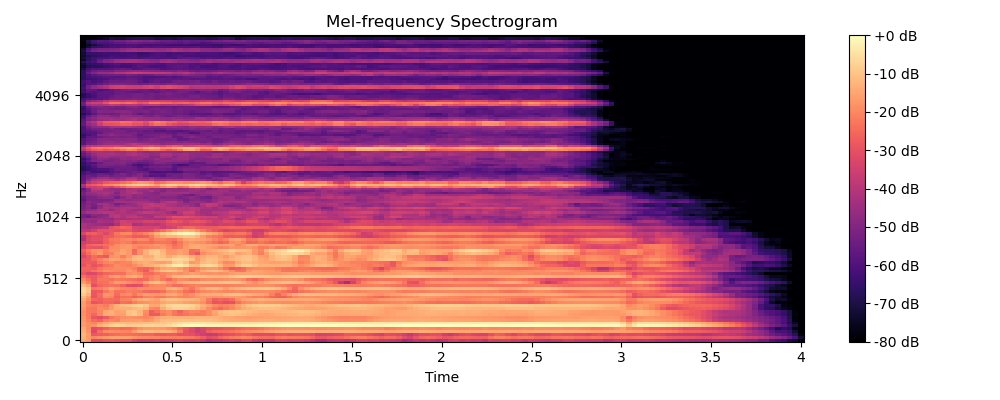 Mel-frequency Spectrogram
+0 dB
-10 dB
-20 dB
-30 dB
-40 dB
-50 dB
-60 dB
-70 dB
-80 dB
Hz
4096
2048
1024
512
0
0 0.5 1 1.5 2 2.5 3 3.5 4
Time